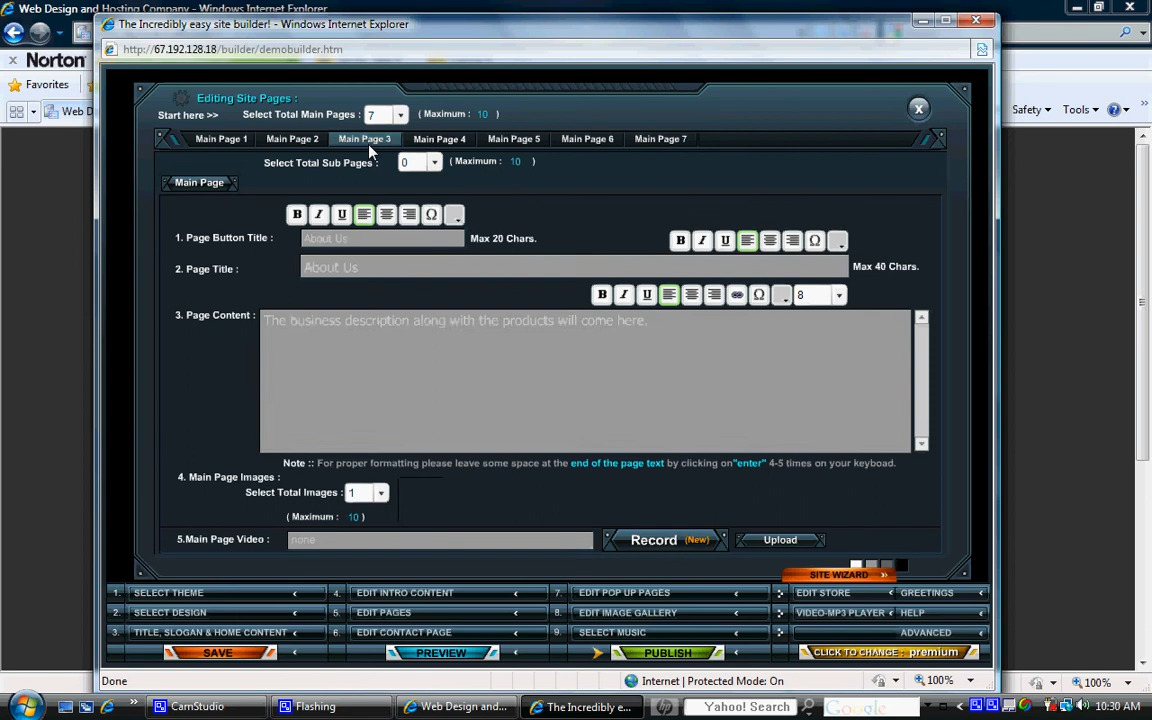 Web Design and Hosting Company - Windows Internet Explorer
The Incredibly easy site builder! - Windows Internet Explorer
http://67.192.128.18/builder/demobuilder.htm
Norton
Favorites
Web D
Safety
Tools
Editing Site Pages :
Start here >> Select Total Main Pages : 7 ( Maximum : 10 )
X
Main Page 1 Main Page 2 Main Page 3 Main Page 4 Main Page 5 Main Page 6 Main Page 7
Select Total Sub Pages : 0 ( Maximum : 10 )
Main Page
B I U Ω
1. Page Button Title : About Us Max 20 Chars.
B I U Ω
2. Page Title : About Us Max 40 Chars.
B I U Ω 8
3. Page Content : The business description along with the products will come here.
Note :: For proper formatting please leave some space at the end of the page text by clicking on"enter" 4-5 times on your keyboad.
4. Main Page Images :
Select Total Images : 1
( Maximum : 10 )
5.Main Page Video : none Record (New) Upload
SITE WIZARD »
1. SELECT THEME ‹ 4. EDIT INTRO CONTENT ‹ 7. EDIT POP UP PAGES ‹ EDIT STORE ‹ GREETINGS ‹
2. SELECT DESIGN ‹ 5. EDIT PAGES ‹ 8. EDIT IMAGE GALLERY ‹ VIDEO-MP3 PLAYER ‹ HELP ‹
3. TITLE, SLOGAN & HOME CONTENT ‹ 6. EDIT CONTACT PAGE ‹ 9. SELECT MUSIC ‹ ADVANCED ‹
SAVE ‹ PREVIEW ‹ PUBLISH ‹ CLICK TO CHANGE : premium
Done Internet | Protected Mode: On 100%
100%
CamStudio Flashing Web Design and... The Incredibly e... Yahoo! Search Google 10:30 AM